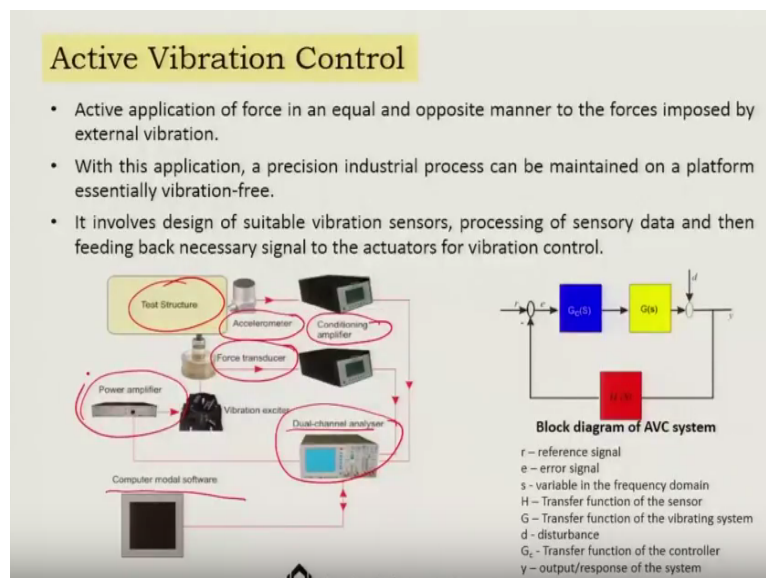 Active Vibration Control
• Active application of force in an equal and opposite manner to the forces imposed by
external vibration.
• With this application, a precision industrial process can be maintained on a platform
essentially vibration-free.
• It involves design of suitable vibration sensors, processing of sensory data and then
feeding back necessary signal to the actuators for vibration control.
Test Structure
Accelerometer
Conditioning
amplifier
Force transducer
Power amplifier
Vibration exciter
Dual-channel analyser
Computer modal software
d
r
e
Gc(S)
G(s)
y
-
Block diagram of AVC system
r – reference signal
e – error signal
s - variable in the frequency domain
H – Transfer function of the sensor
G – Transfer function of the vibrating system
d - disturbance
Gc - Transfer function of the controller
y – output/response of the system